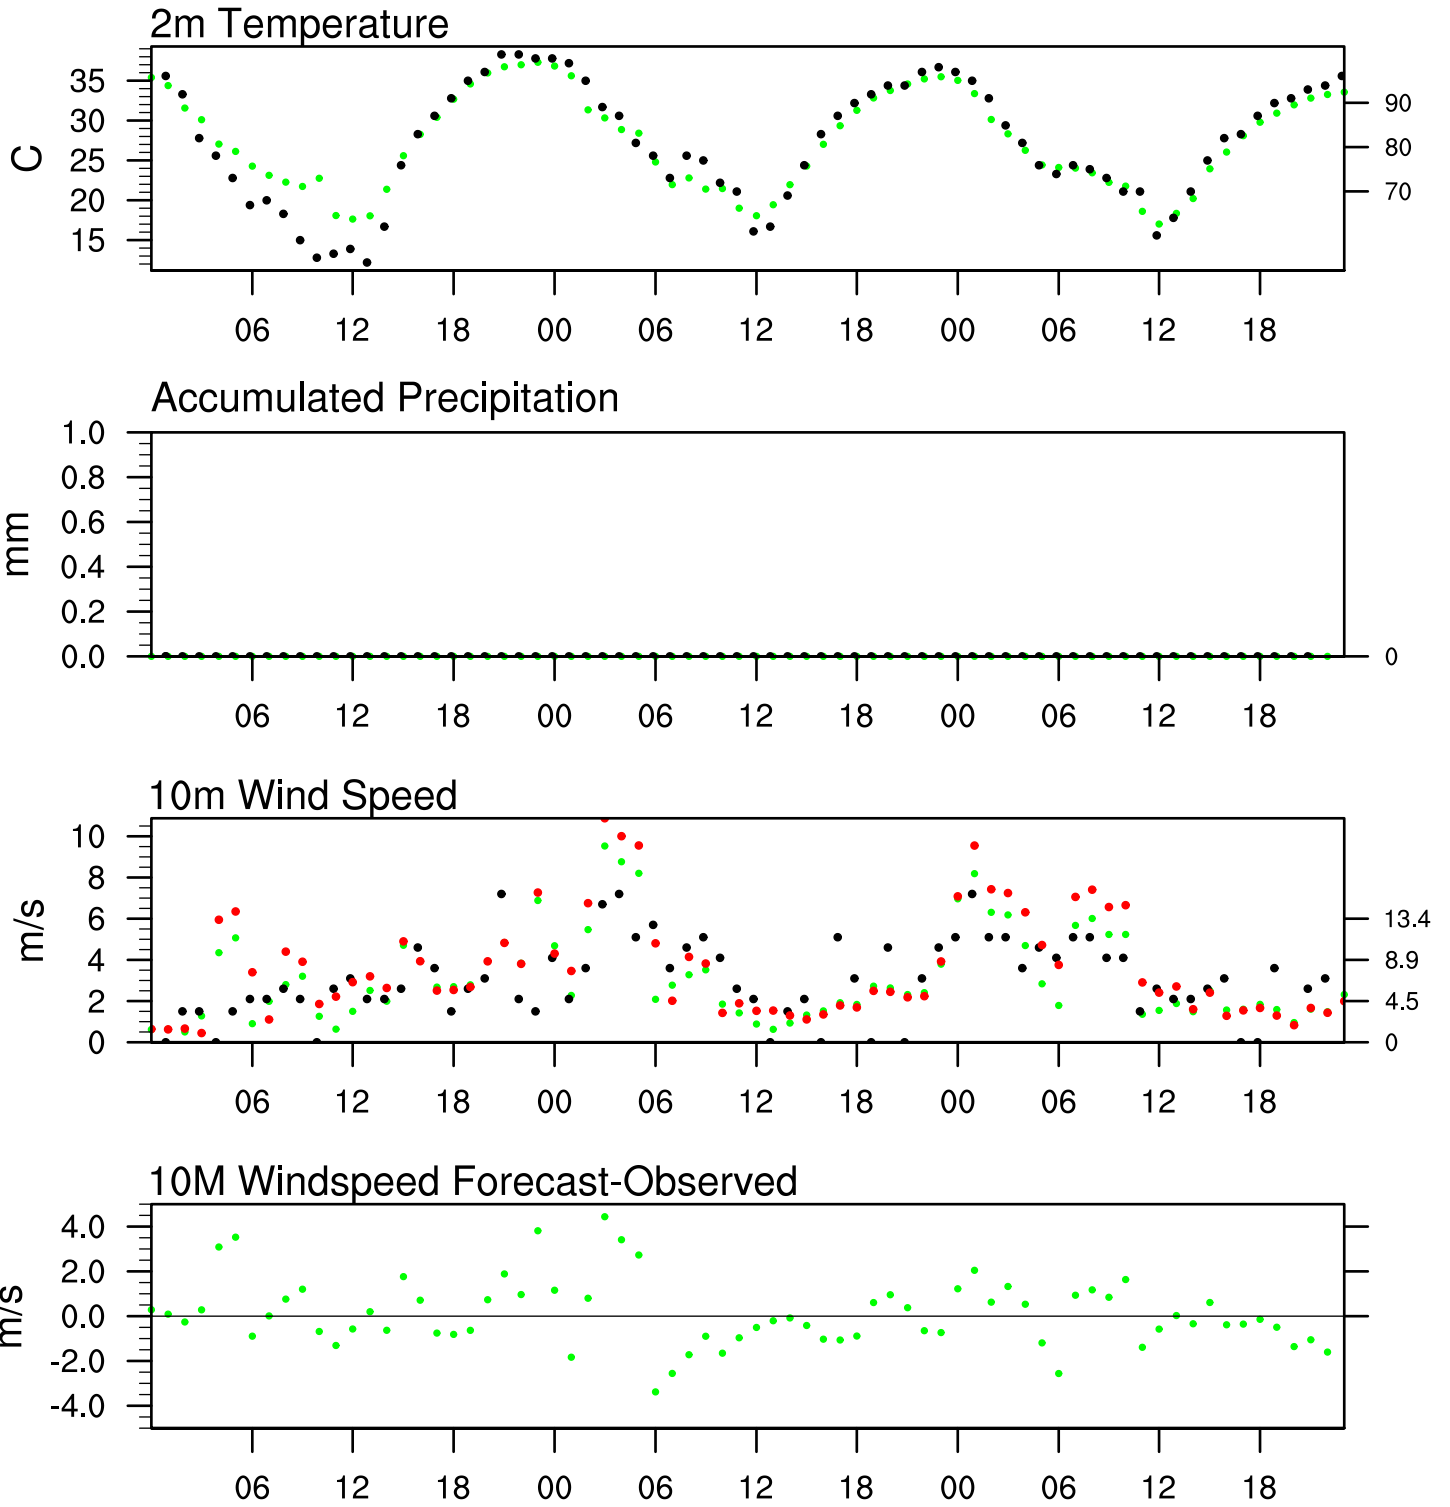 2m Temperature
35
30
25
20
15
C
90
80
70
06 12 18 00 06 12 18 00 06 12 18
Accumulated Precipitation
1.0
0.8
0.6
0.4
0.2
0.0
mm
0
06 12 18 00 06 12 18 00 06 12 18
10m Wind Speed
10
8
6
4
2
0
m/s
13.4
8.9
4.5
0
06 12 18 00 06 12 18 00 06 12 18
10M Windspeed Forecast-Observed
4.0
2.0
0.0
-2.0
-4.0
m/s
06 12 18 00 06 12 18 00 06 12 18